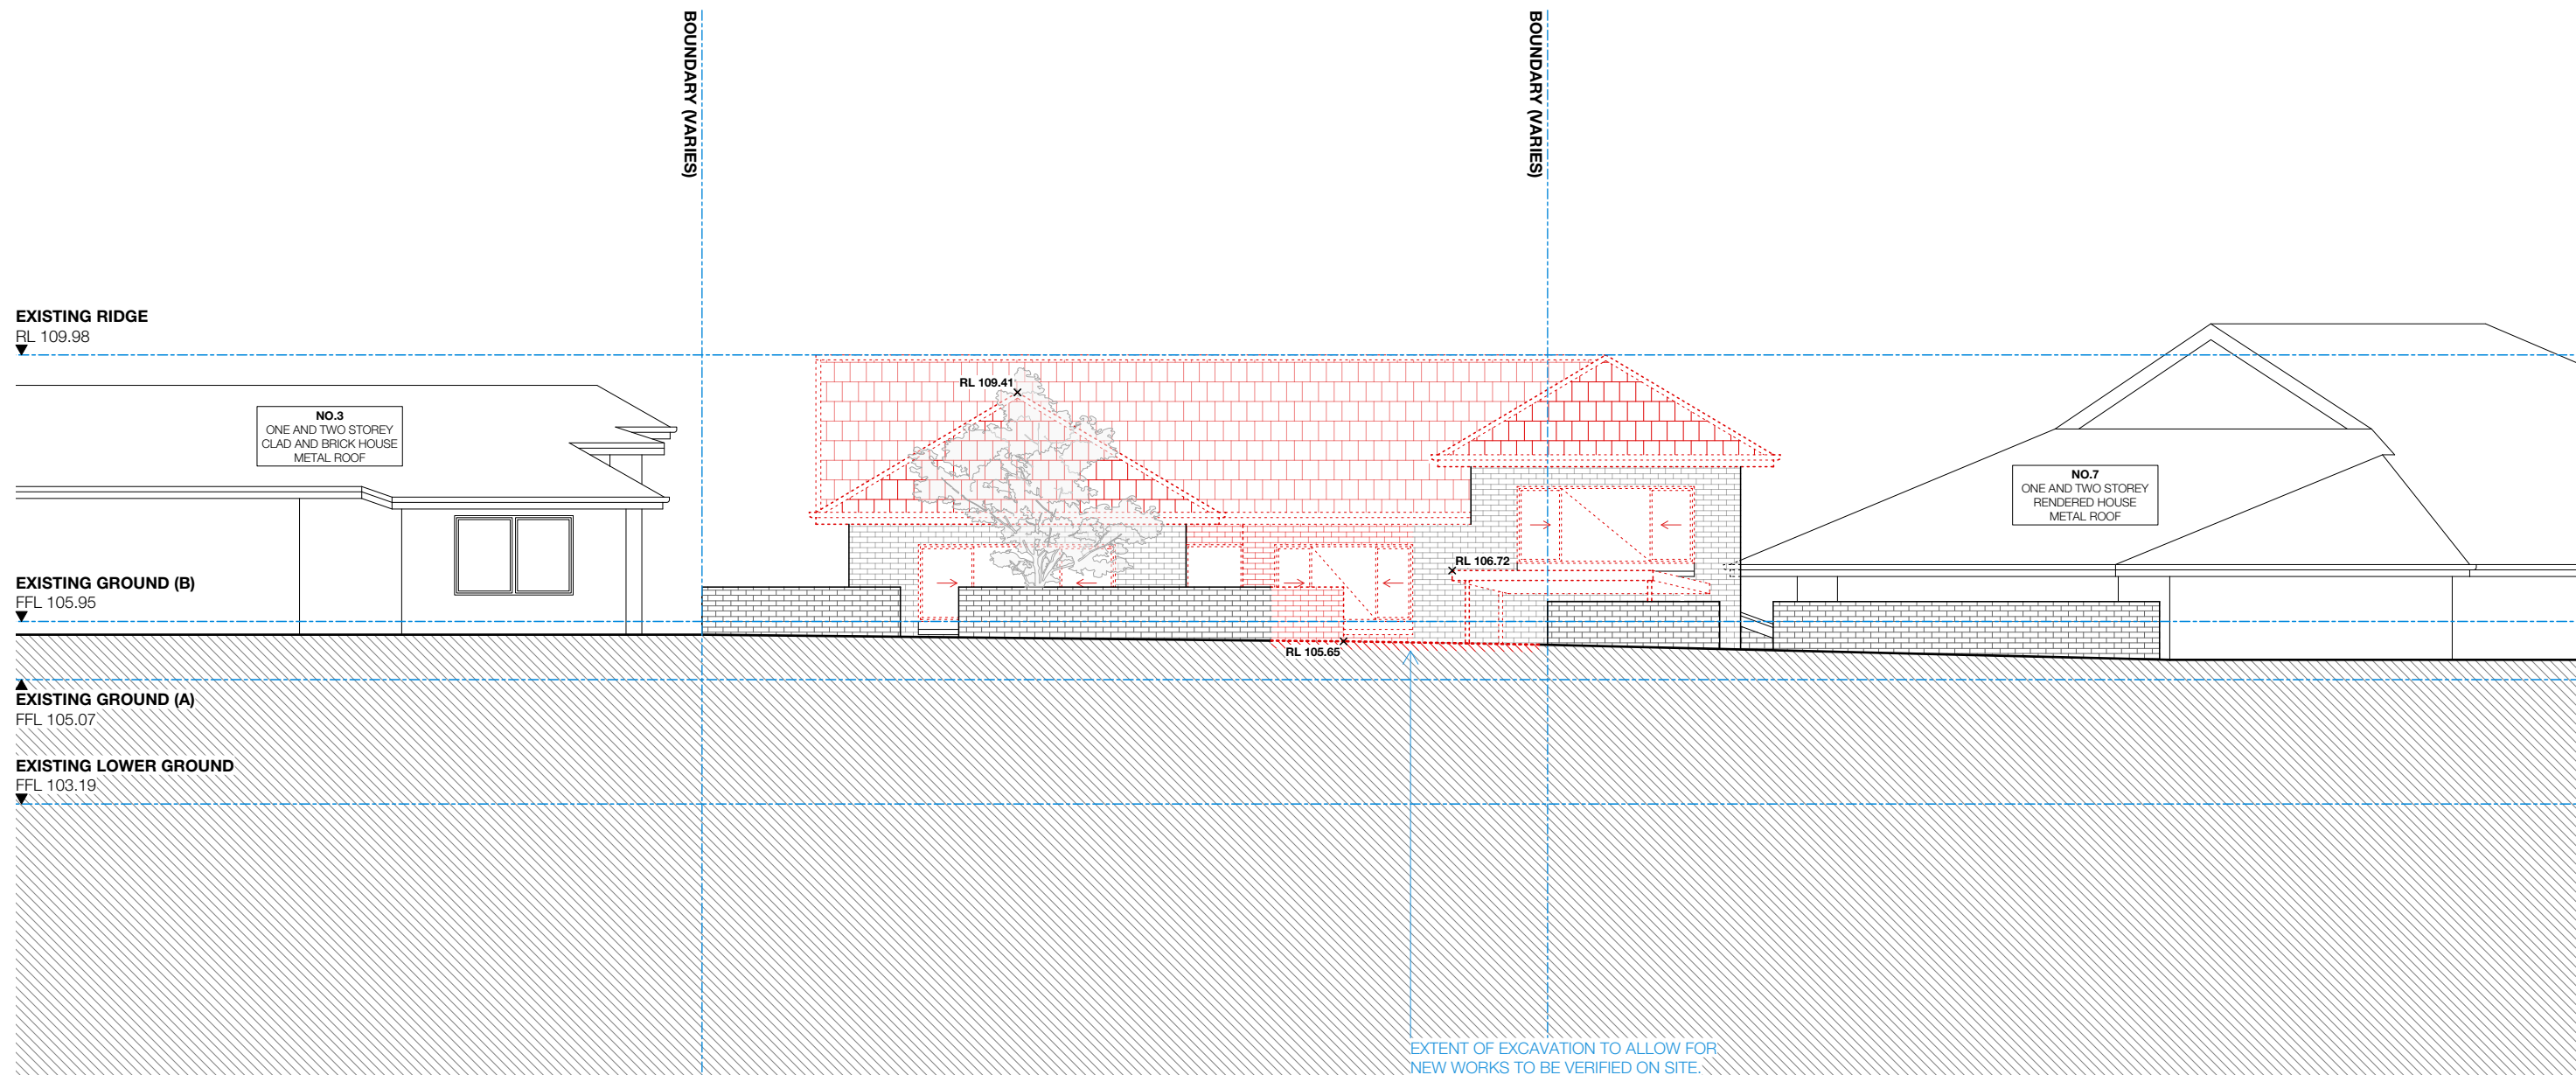 BOUNDARY (VARIES)
BOUNDARY (VARIES)
EXISTING RIDGE
RL 109.98
RL 109.41
NO.3
ONE AND TWO STOREY
CLAD AND BRICK HOUSE
METAL ROOF
NO.7
ONE AND TWO STOREY
RENDERED HOUSE
METAL ROOF
RL 106.72
EXISTING GROUND (B)
FFL 105.95
RL 105.65
EXISTING GROUND (A)
FFL 105.07
EXISTING LOWER GROUND
FFL 103.19
EXTENT OF EXCAVATION TO ALLOW FOR
NEW WORKS TO BE VERIFIED ON SITE.